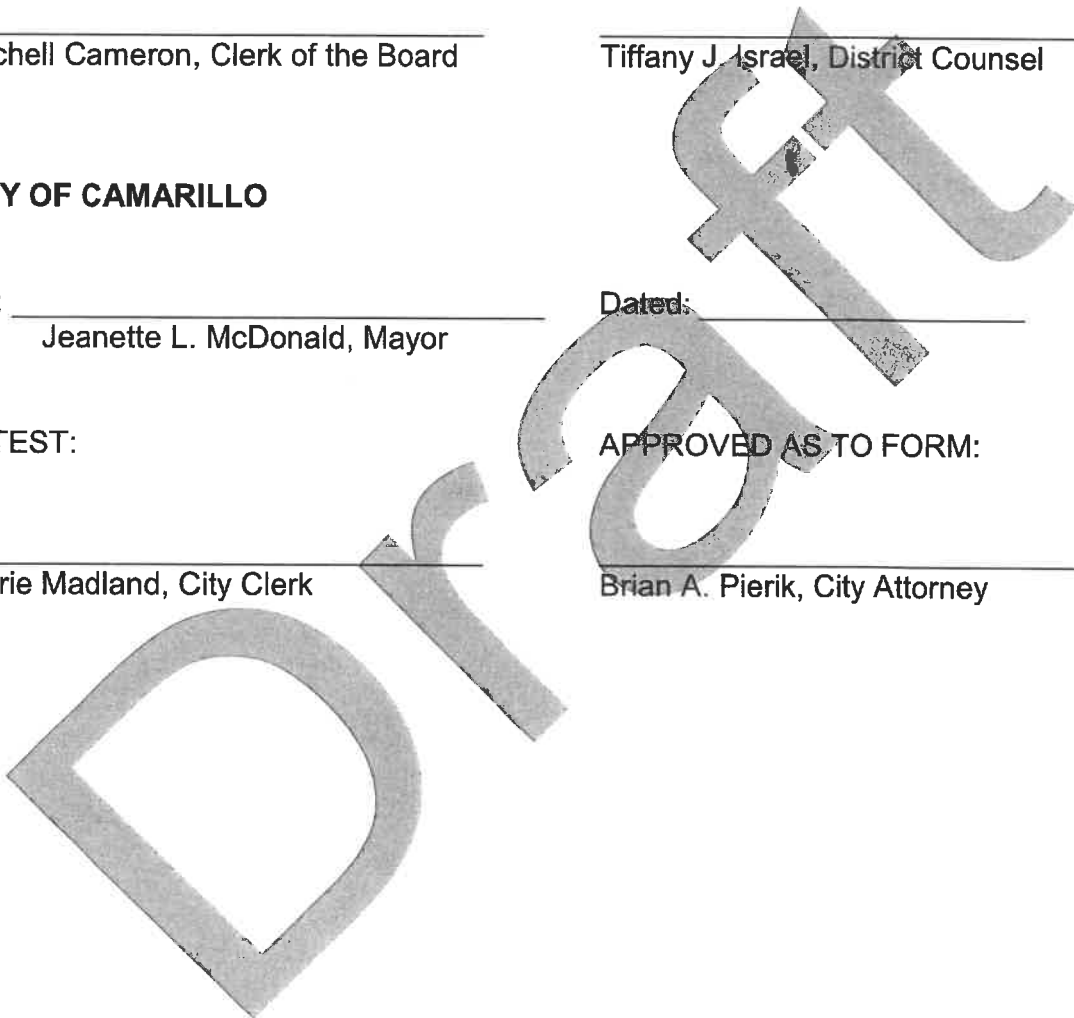 chell Cameron, Clerk of the Board
Tiffany J. Israel, District Counsel
Y OF CAMARILLO
: Dated:
Jeanette L. McDonald, Mayor
TEST: APPROVED AS TO FORM:
rie Madland, City Clerk
Brian A. Pierik, City Attorney
Draft